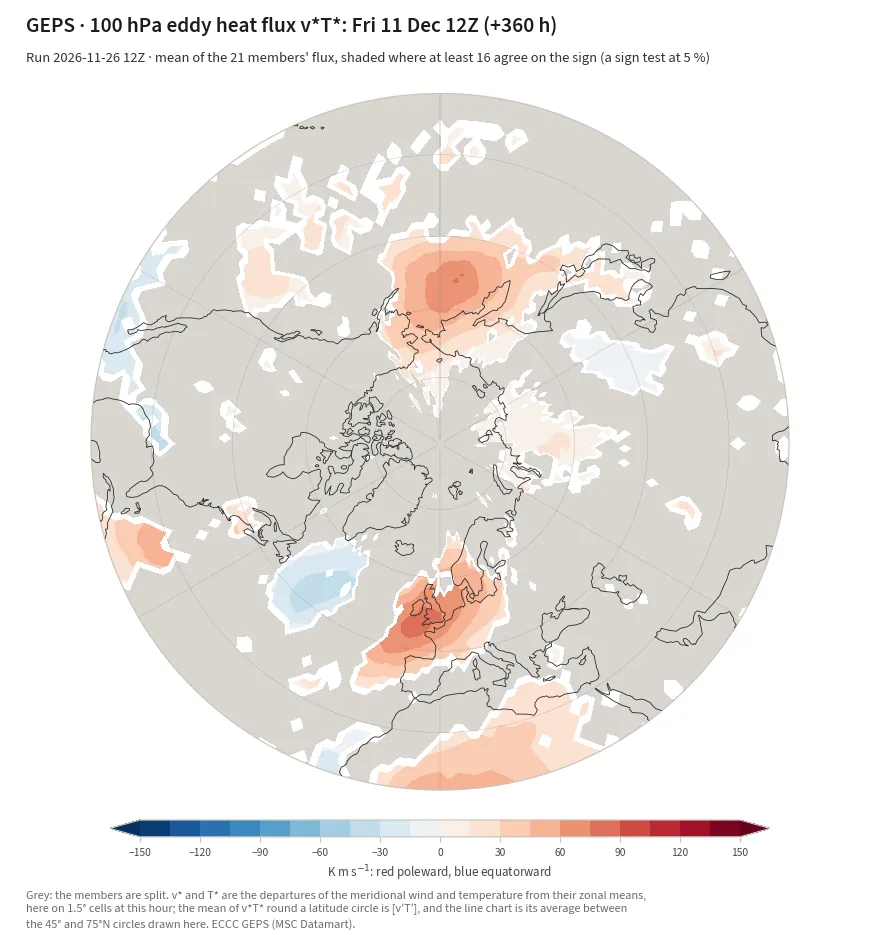 GEPS · 100 hPa eddy heat flux v*T*: Fri 11 Dec 12Z (+360 h)
Run 2026-11-26 12Z · mean of the 21 members' flux, shaded where at least 16 agree on the sign (a sign test at 5 %)
−150 −120 −90 −60 −30 0 30 60 90 120 150
K m s⁻¹: red poleward, blue equatorward
Grey: the members are split. v* and T* are the departures of the meridional wind and temperature from their zonal means,
here on 1.5° cells at this hour; the mean of v*T* round a latitude circle is [v'T'], and the line chart is its average between
the 45° and 75°N circles drawn here. ECCC GEPS (MSC Datamart).